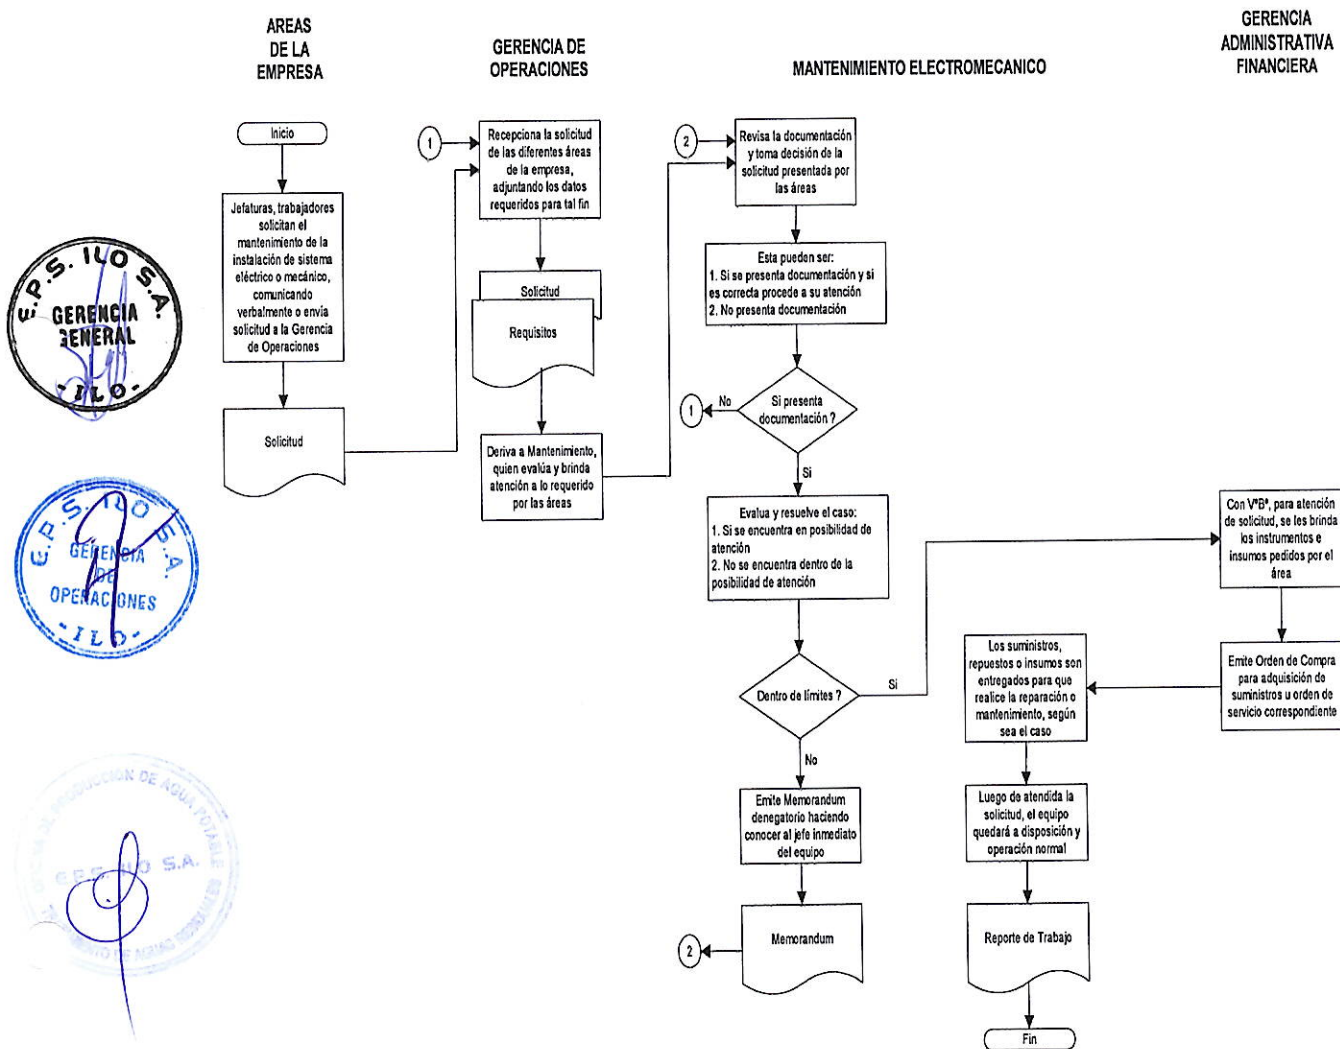 AREAS
DE LA
EMPRESA
GERENCIA DE
OPERACIONES
MANTENIMIENTO ELECTROMECANICO
GERENCIA
ADMINISTRATIVA
FINANCIERA
Inicio
Jefaturas, trabajadores
solicitan el
mantenimiento de la
instalación de sistema
eléctrico o mecánico,
comunicando
verbalmente o envia
solicitud a la Gerencia
de Operaciones
Solicitud
1
Recepciona la solicitud
de las diferentes áreas
de la empresa,
adjuntando los datos
requeridos para tal fin
Solicitud
Requisitos
Deriva a Mantenimiento,
quien evalúa y brinda
atención a lo requerido
por las áreas
2
Revisa la documentación
y toma decisión de la
solicitud presentada por
las áreas
Esta pueden ser:
1. Si se presenta documentación y si
es correcta procede a su atención
2. No presenta documentación
Si presenta
documentación ?
No
1
Si
Evalua y resuelve el caso:
1. Si se encuentra en posibilidad de
atención
2. No se encuentra dentro de la
posibilidad de atención
Dentro de límites ?
Si
No
Emite Memorandum
denegatorio haciendo
conocer al jefe inmediato
del equipo
Memorandum
2
Con V°B°, para atención
de solicitud, se les brinda
los instrumentos e
insumos pedidos por el
área
Emite Orden de Compra
para adquisición de
suministros u orden de
servicio correspondiente
Los suministros,
repuestos o insumos son
entregados para que
realice la reparación o
mantenimiento, según
sea el caso
Luego de atendida la
solicitud, el equipo
quedará a disposición y
operación normal
Reporte de Trabajo
Fin
E.P.S. ILO S.A.
GERENCIA
GENERAL
- ILO -
E.P.S. ILO S.A.
GERENCIA
DE
OPERACIONES
- ILO -
PRODUCCION DE AGUA POTABLE
E.P.S. ILO S.A.